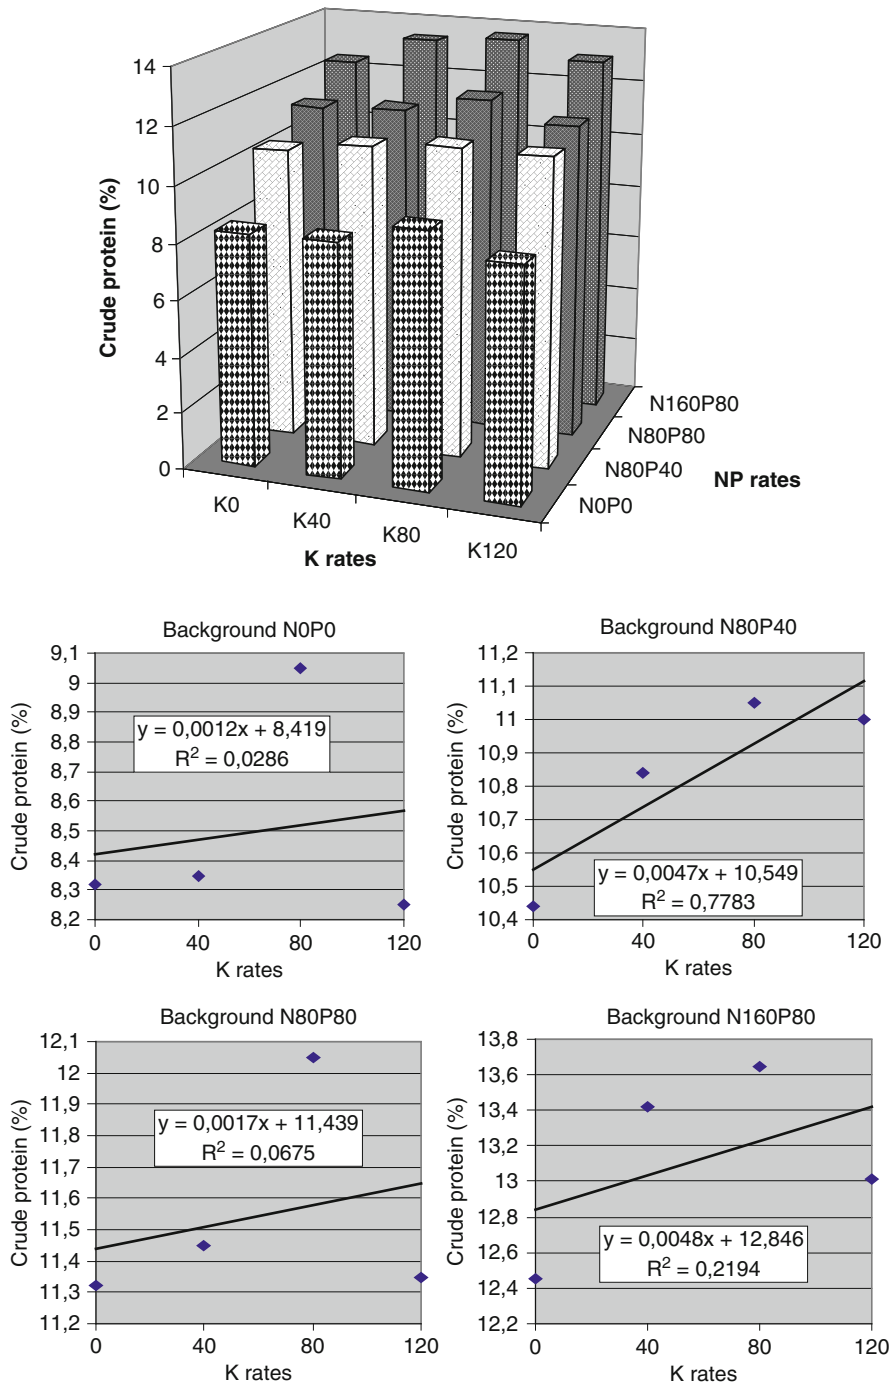 14
12
10
8
6
4
2
0
Crude protein (%)
K0
K40
K80
K120
K rates
N160P80
N80P80
N80P40
N0P0
NP rates
Background N0P0
9,1
9
8,9
8,8
8,7
8,6
8,5
8,4
8,3
8,2
Crude protein (%)
y = 0,0012x + 8,419
R² = 0,0286
0 40 80 120
K rates
Background N80P40
11,2
11,1
11
10,9
10,8
10,7
10,6
10,5
10,4
Crude protein (%)
y = 0,0047x + 10,549
R² = 0,7783
0 40 80 120
K rates
Background N80P80
12,1
12
11,9
11,8
11,7
11,6
11,5
11,4
11,3
11,2
Crude protein (%)
y = 0,0017x + 11,439
R² = 0,0675
0 40 80 120
K rates
Background N160P80
13,8
13,6
13,4
13,2
13
12,8
12,6
12,4
12,2
Crude protein (%)
y = 0,0048x + 12,846
R² = 0,2194
0 40 80 120
K rates